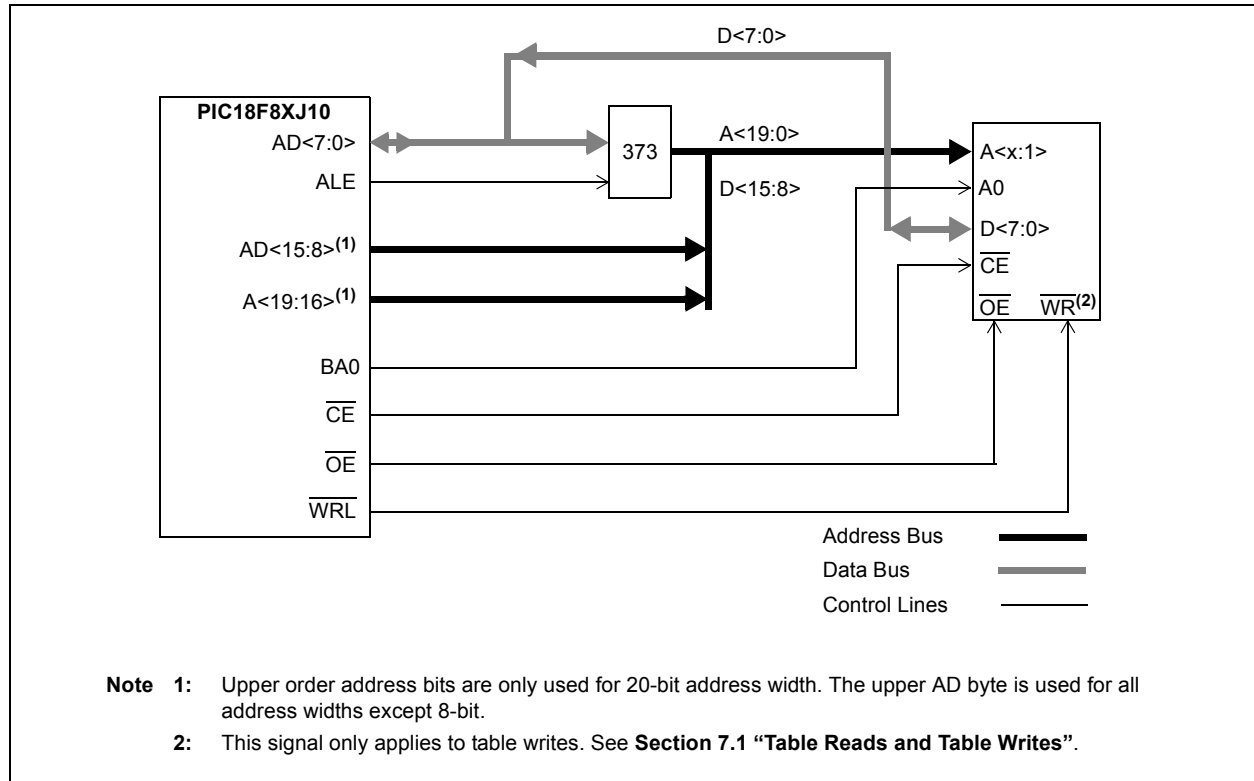 D<7:0>
PIC18F8XJ10
AD<7:0>
373
A<19:0>
A<x:1>
ALE
D<15:8>
A0
AD<15:8>(1)
D<7:0>
CE
A<19:16>(1)
OE WR(2)
BA0
CE
OE
WRL
Address Bus
Data Bus
Control Lines
Note 1: Upper order address bits are only used for 20-bit address width. The upper AD byte is used for all
address widths except 8-bit.
2: This signal only applies to table writes. See Section 7.1 “Table Reads and Table Writes”.